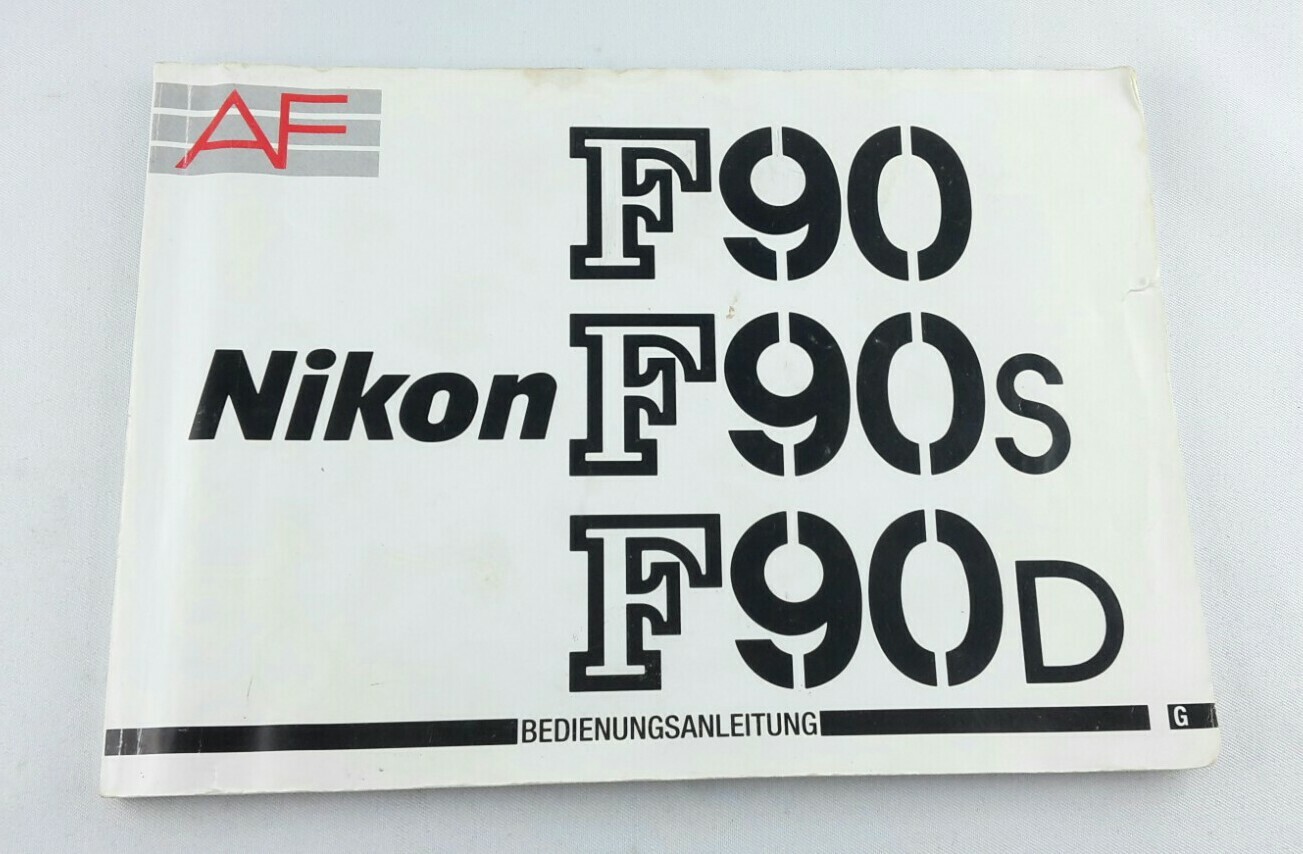 AF
F90
Nikon F90S
F90D
BEDIENUNGSANLEITUNG
G